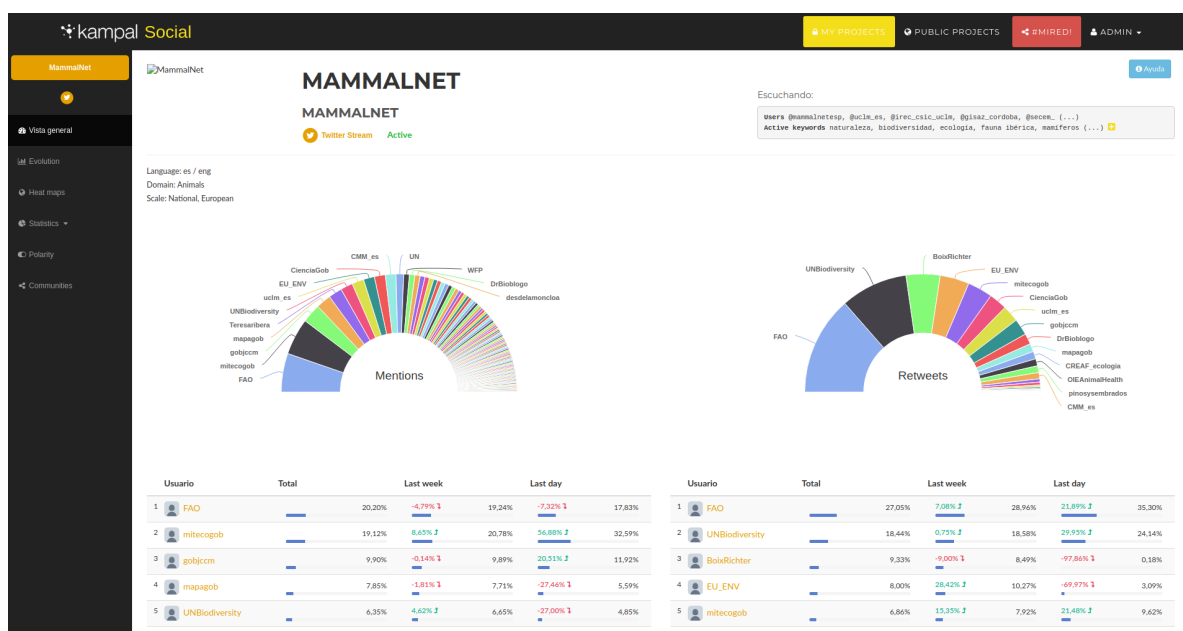 kampal Social
MY PROJECTS
PUBLIC PROJECTS
#MIRED!
ADMIN
MammalNet
Vista general
Evolution
Heat maps
Statistics
Polarity
Communities
MammalNet
MAMMALNET
MAMMALNET
Twitter Stream Active
Ayuda
Escuchando:
Users @mammalnetesp, @uclm_es, @irec_csic_uclm, @gisaz_cordoba, @secem_ (...)
Active keywords naturaleza, biodiversidad, ecología, fauna ibérica, mamíferos (...)
Language: es / eng
Domain: Animals
Scale: National, European
CMM_es
UN
CienciaGob
WFP
EU_ENV
DrBioblogo
uclm_es
desdelamoncloa
UNBiodiversity
Teresaribera
mapagob
gobjccm
mitecogob
FAO
Mentions
BoixRichter
UNBiodiversity
EU_ENV
mitecogob
CienciaGob
uclm_es
gobjccm
FAO
DrBioblogo
mapagob
CREAF_ecologia
OIEAnimalHealth
pinosysembrados
CMM_es
Retweets
Usuario Total Last week Last day
1 FAO 20,20% -4,79% 19,24% -7,32% 17,83%
2 mitecogob 19,12% 8,65% 20,78% 56,88% 32,59%
3 gobjccm 9,90% -0,14% 9,89% 20,51% 11,92%
4 mapagob 7,85% -1,81% 7,71% -27,46% 5,59%
5 UNBiodiversity 6,35% 4,62% 6,65% -27,00% 4,85%
Usuario Total Last week Last day
1 FAO 27,05% 7,08% 28,96% 21,89% 35,30%
2 UNBiodiversity 18,44% 0,75% 18,58% 29,95% 24,14%
3 BoixRichter 9,33% -9,00% 8,49% -97,86% 0,18%
4 EU_ENV 8,00% 28,42% 10,27% -69,97% 3,09%
5 mitecogob 6,86% 15,35% 7,92% 21,48% 9,62%